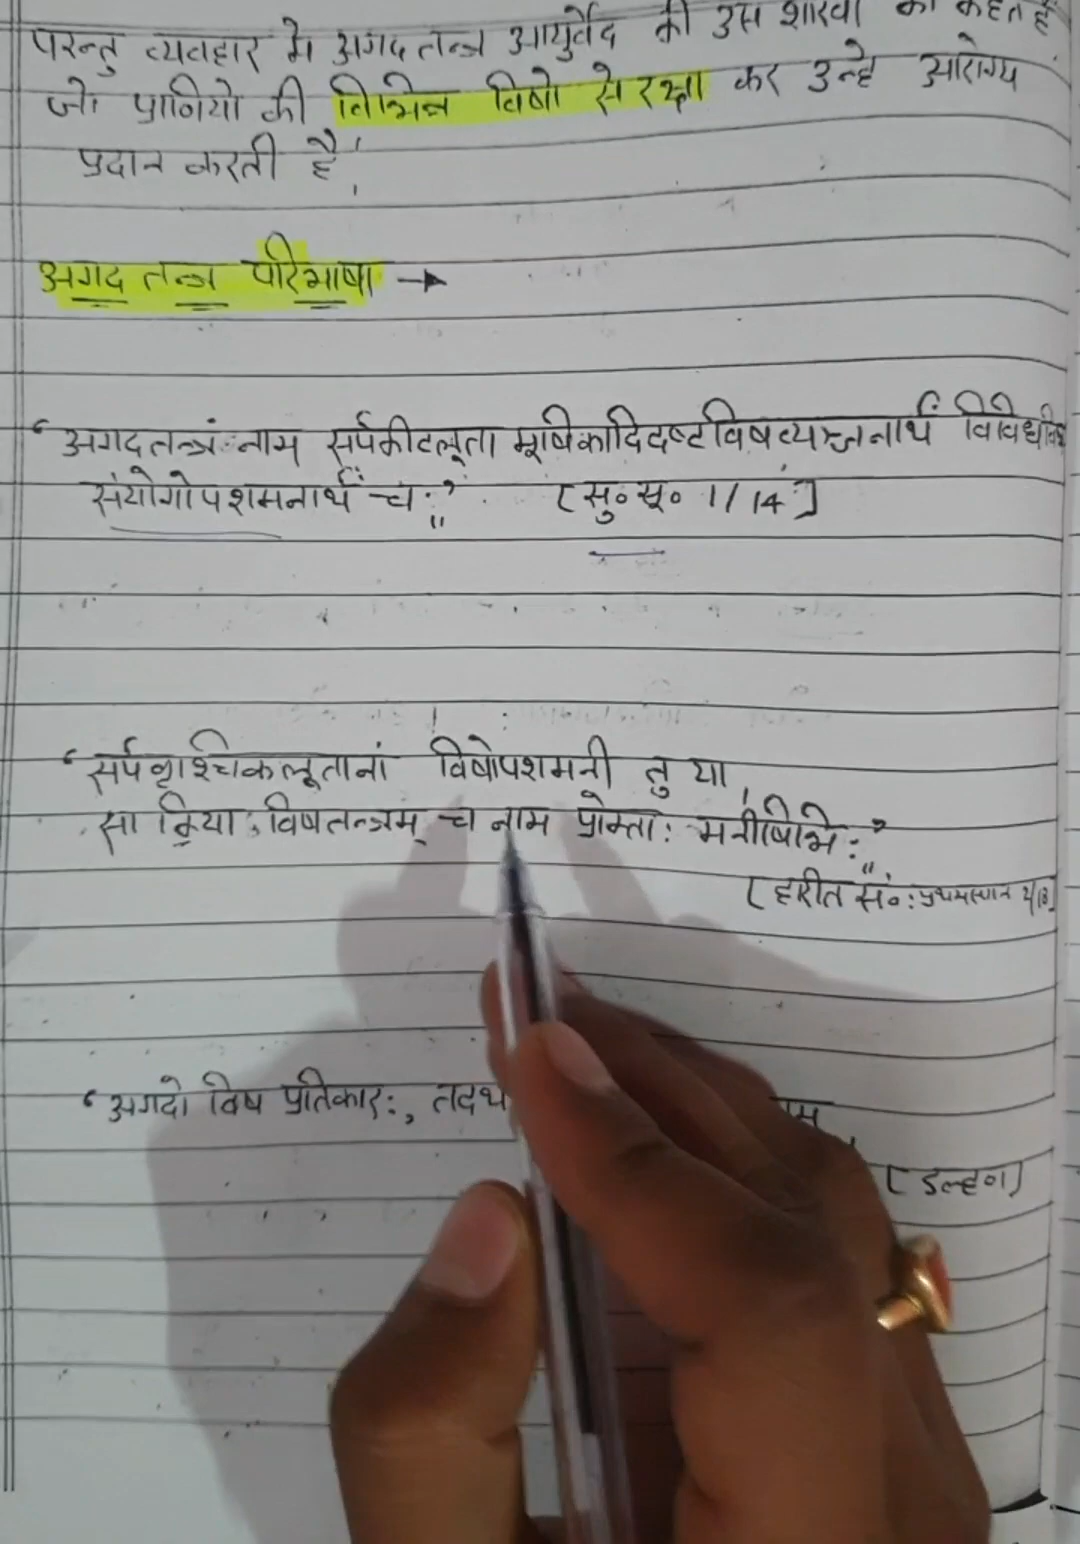 परन्तु व्यवहार मे अगद तन्त्र आयुर्वेद की उस शाखा को कहते हैं
जो प्राणियो की विभिन्न विषो से रक्षा कर उन्हे आरोग्य
प्रदान करती है।
अगद तन्त्र परिभाषा →
"अगदतन्त्रं नाम सर्पकीटलूता मूषिकादिदष्टविषव्यञ्जनार्थं विविधविष
संयोगोपशमनार्थं च॥" [सु० सू० 1/14]
"सर्पवृश्चिकलूतानां विषोपशमनी तु या,
सा क्रिया विषतन्त्रम् च नाम प्रोक्ता: मनीषिभि:॥"
[हरीत सं० प्रथमस्थान
"अगदो विष प्रतिकार:, तदथ
[डल्हण]